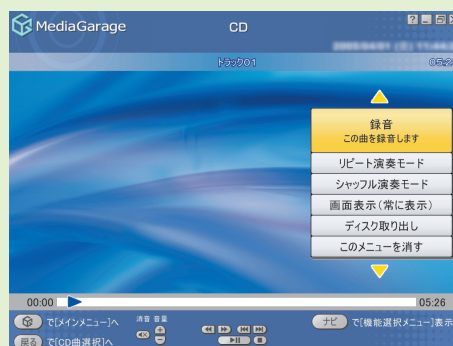 MediaGarage
CD
トラック01
録音
この曲を録音します
リピート演奏モード
シャッフル演奏モード
画面表示(常に表示)
ディスク取り出し
このメニューを消す
00:00
05:26
で[メインメニュー]へ
消音 音量
ナビ で[機能選択メニュー]表示
戻る で[CD曲選択]へ